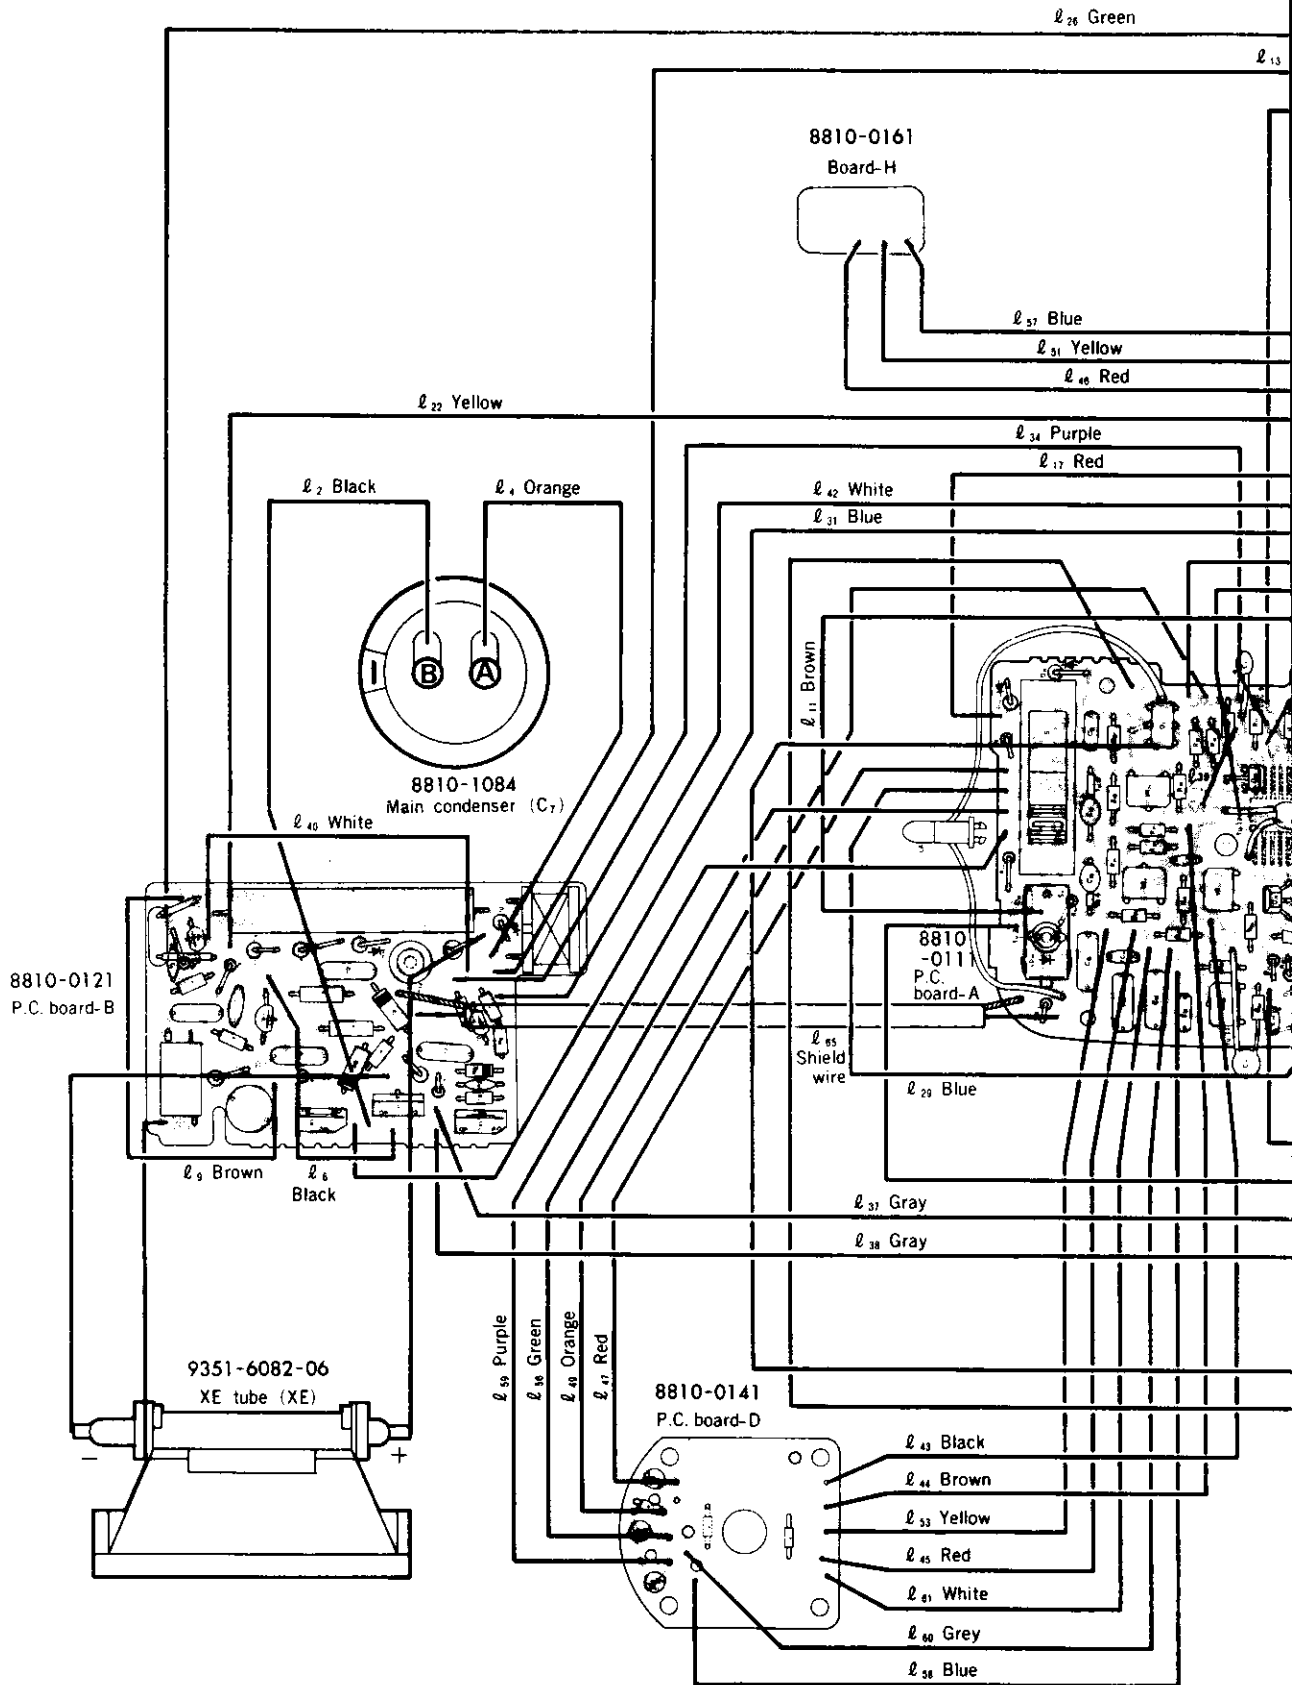 ℓ26 Green
ℓ13
8810-0161
Board-H
ℓ57 Blue
ℓ51 Yellow
ℓ46 Red
ℓ22 Yellow
ℓ34 Purple
ℓ17 Red
ℓ2 Black
ℓ4 Orange
ℓ42 White
ℓ31 Blue
B
A
ℓ11 Brown
8810-1084
Main condenser (C7)
ℓ40 White
ℓ39
8810-0121
P.C. board-B
8810
-0111
P.C.
board-A
ℓ65
Shield
wire
ℓ29 Blue
ℓ9 Brown
ℓ6
Black
ℓ37 Gray
ℓ38 Gray
ℓ59 Purple
ℓ56 Green
ℓ49 Orange
ℓ47 Red
9351-6082-06
XE tube (XE)
−
+
8810-0141
P.C. board-D
ℓ43 Black
ℓ44 Brown
ℓ53 Yellow
ℓ45 Red
ℓ61 White
ℓ60 Grey
ℓ58 Blue